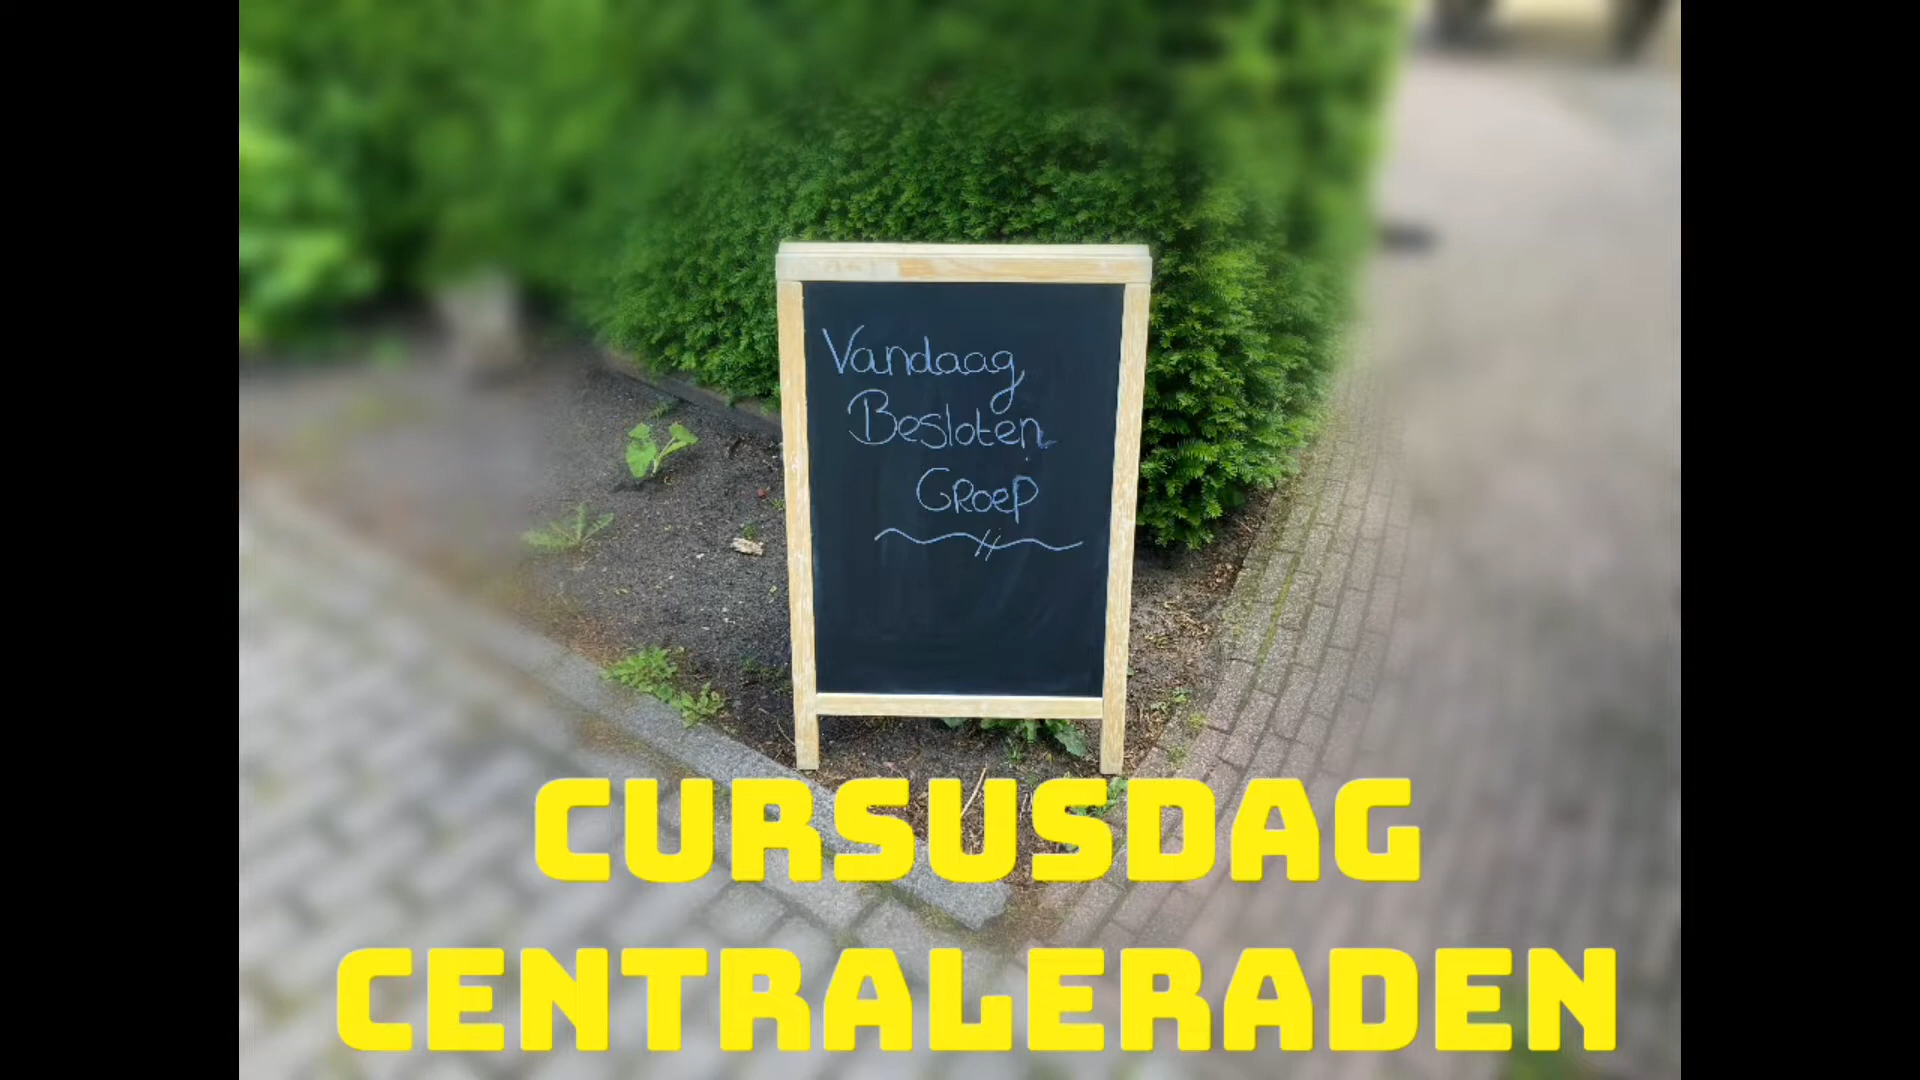 Vandaag
Besloten
Groep
CURSUSDAG
CENTRALERADEN